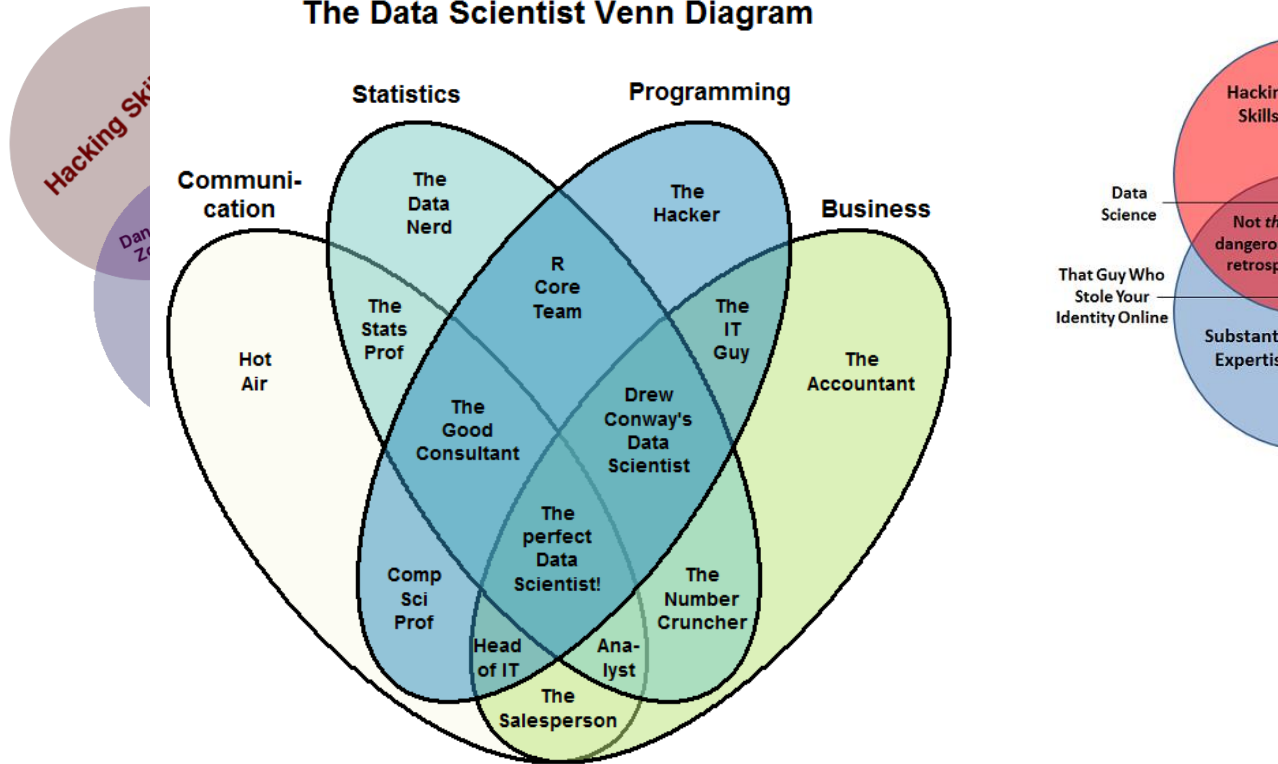 The Data Scientist Venn Diagram
Hacking
Statistics
Programming
Communi-
cation
Business
The
Data
Nerd
The
Hacker
R
Core
Team
The
Stats
Prof
The
IT
Guy
Hot
Air
The
Accountant
The
Good
Consultant
Drew
Conway's
Data
Scientist
The
perfect
Data
Scientist!
Comp
Sci
Prof
The
Number
Cruncher
Head
of IT
Ana-
lyst
The
Salesperson
Skills
Data
Science
Not
That Guy Who
Stole Your
Identity Online